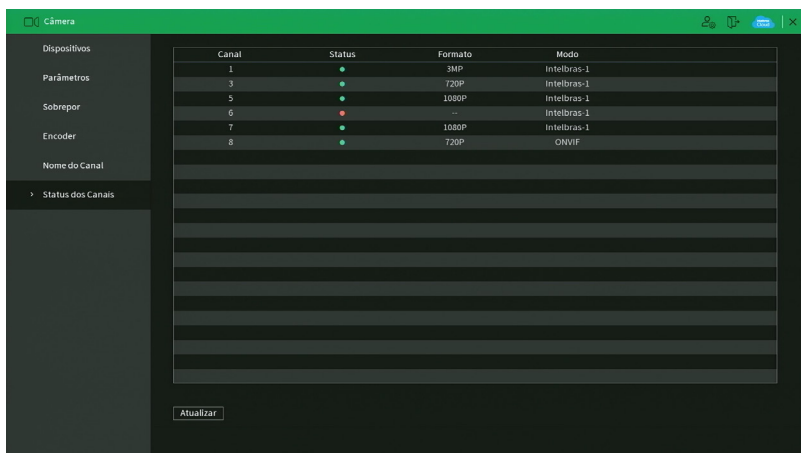 Câmera
Dispositivos
Parâmetros
Sobrepor
Encoder
Nome do Canal
> Status dos Canais
Canal Status Formato Modo
1 3MP Intelbras-1
3 720P Intelbras-1
5 1080P Intelbras-1
6 -- Intelbras-1
7 1080P Intelbras-1
8 720P ONVIF
Atualizar